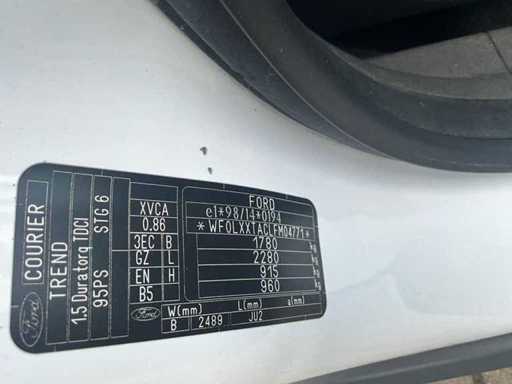 FORD
e1*98/14*0194
*WF0LXXTACLFM04771*
1780 kg
2280 kg
915 kg
960 kg
XVCA
0.86
3EC B
GZ L
EN H
B5
W(mm) L(mm) a(mm)
B 2489 JU2
Ford
Ford
COURIER
TREND
1.5 Duratorq TDCI
95PS STG 6